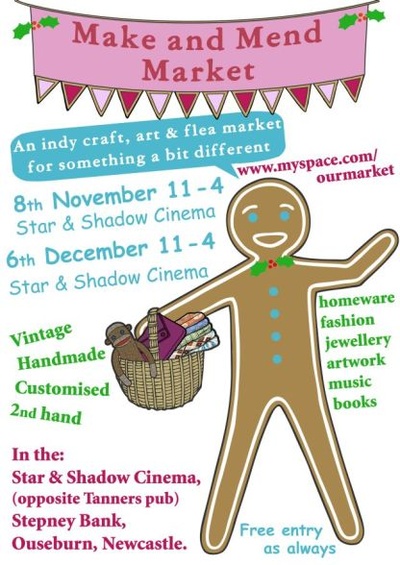 Make and Mend
Market
An indy craft, art & flea market
for something a bit different
www.myspace.com/
ourmarket
8th November 11-4
Star & Shadow Cinema
6th December 11-4
Star & Shadow Cinema
Vintage
Handmade
Customised
2nd hand
homeware
fashion
jewellery
artwork
music
books
In the:
Star & Shadow Cinema,
(opposite Tanners pub)
Stepney Bank,
Ouseburn, Newcastle.
Free entry
as always